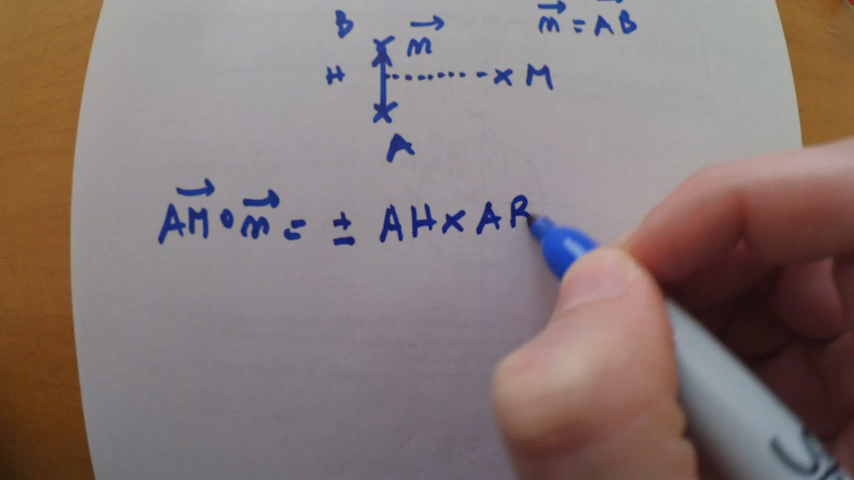 B n⃗ n⃗ = AB⃗
H M
A
AM⃗ • n⃗ = ± AH × AB